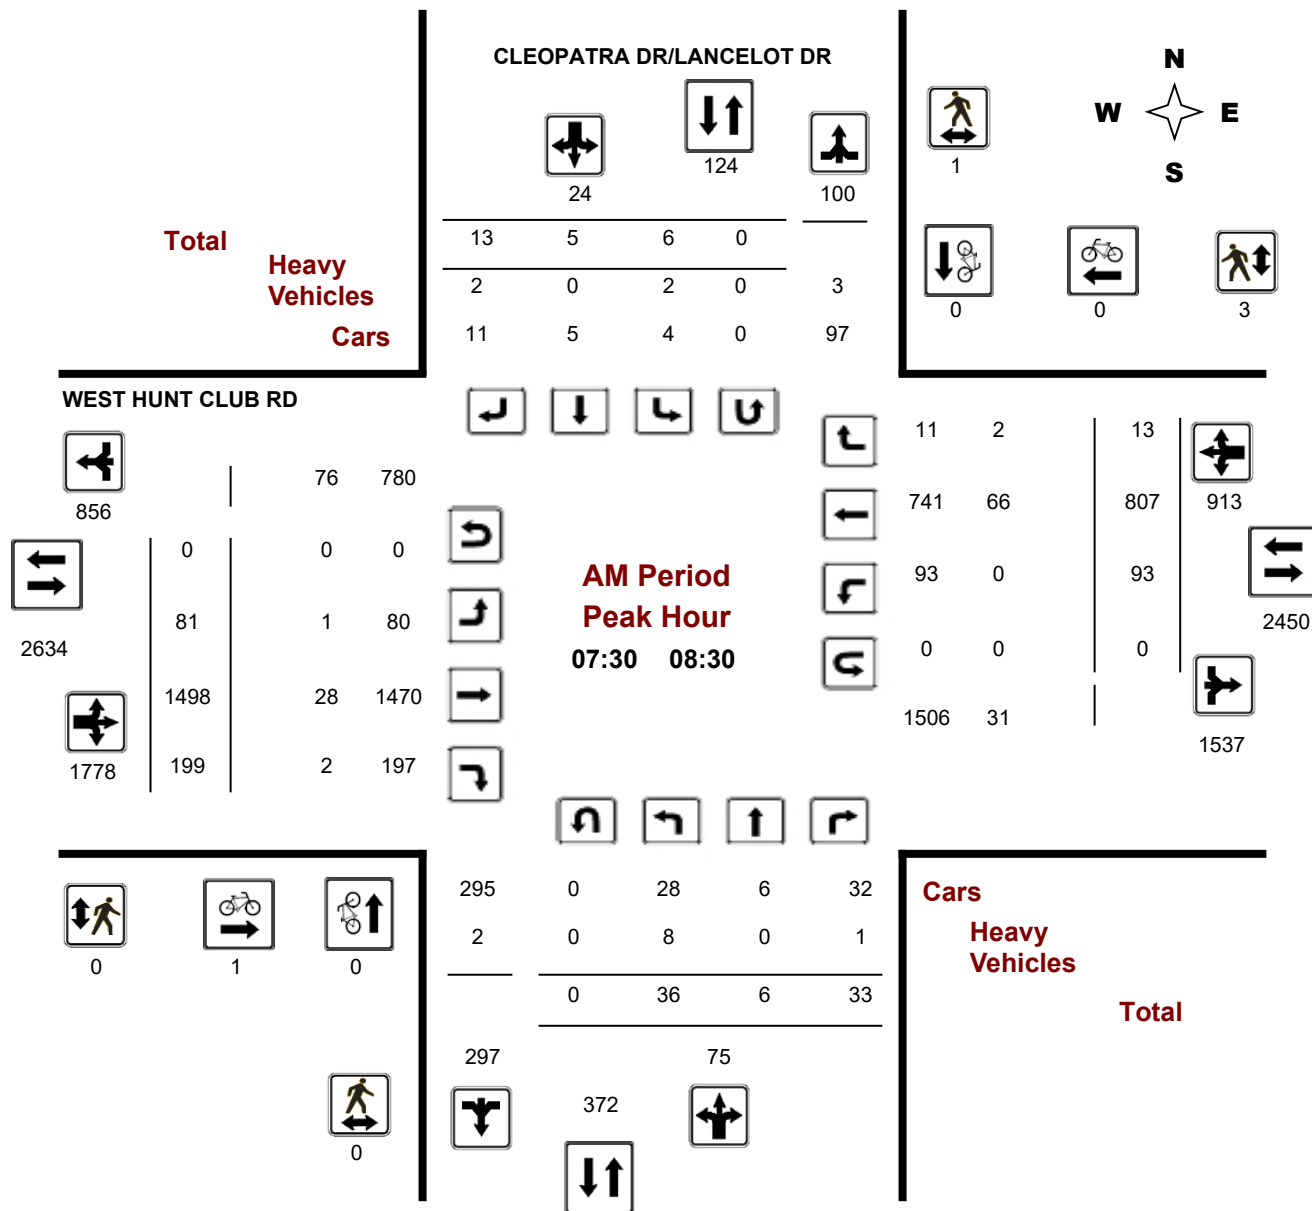 CLEOPATRA DR/LANCELOT DR
N
W E
S
124
24
100
1
13 5 6 0
Total
Heavy
Vehicles
2 0 2 0 3
Cars
11 5 4 0 97
0 0 3
WEST HUNT CLUB RD
11 2 13
76 780
856
741 66 807 913
0 0 0
AM Period
93 0 93
Peak Hour
81 1 80
2634
2450
07:30 08:30
0 0 0
1498 28 1470
1506 31
1537
1778 199 2 197
295 0 28 6 32
Cars
2 0 8 0 1
Heavy
Vehicles
0 1 0
0 36 6 33
Total
297 75
372
0